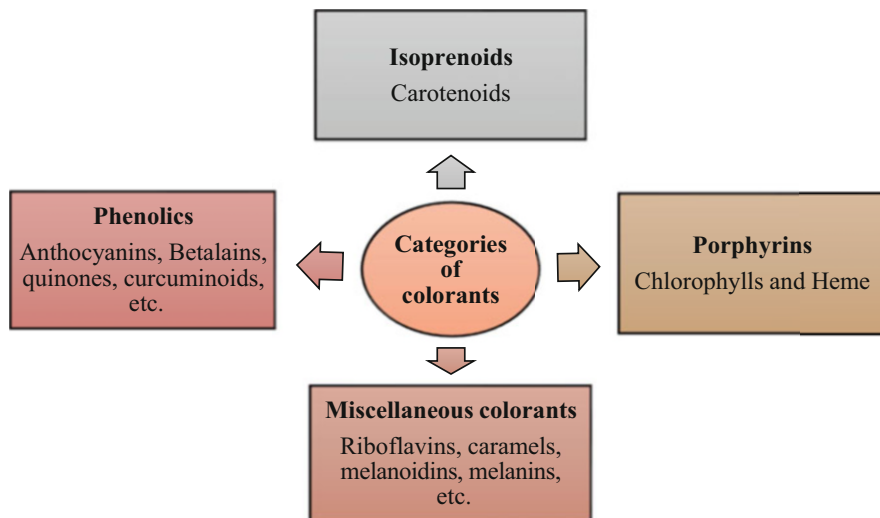 Isoprenoids
Carotenoids
Phenolics
Anthocyanins, Betalains,
quinones, curcuminoids,
etc.
Categories
of
colorants
Porphyrins
Chlorophylls and Heme
Miscellaneous colorants
Riboflavins, caramels,
melanoidins, melanins,
etc.